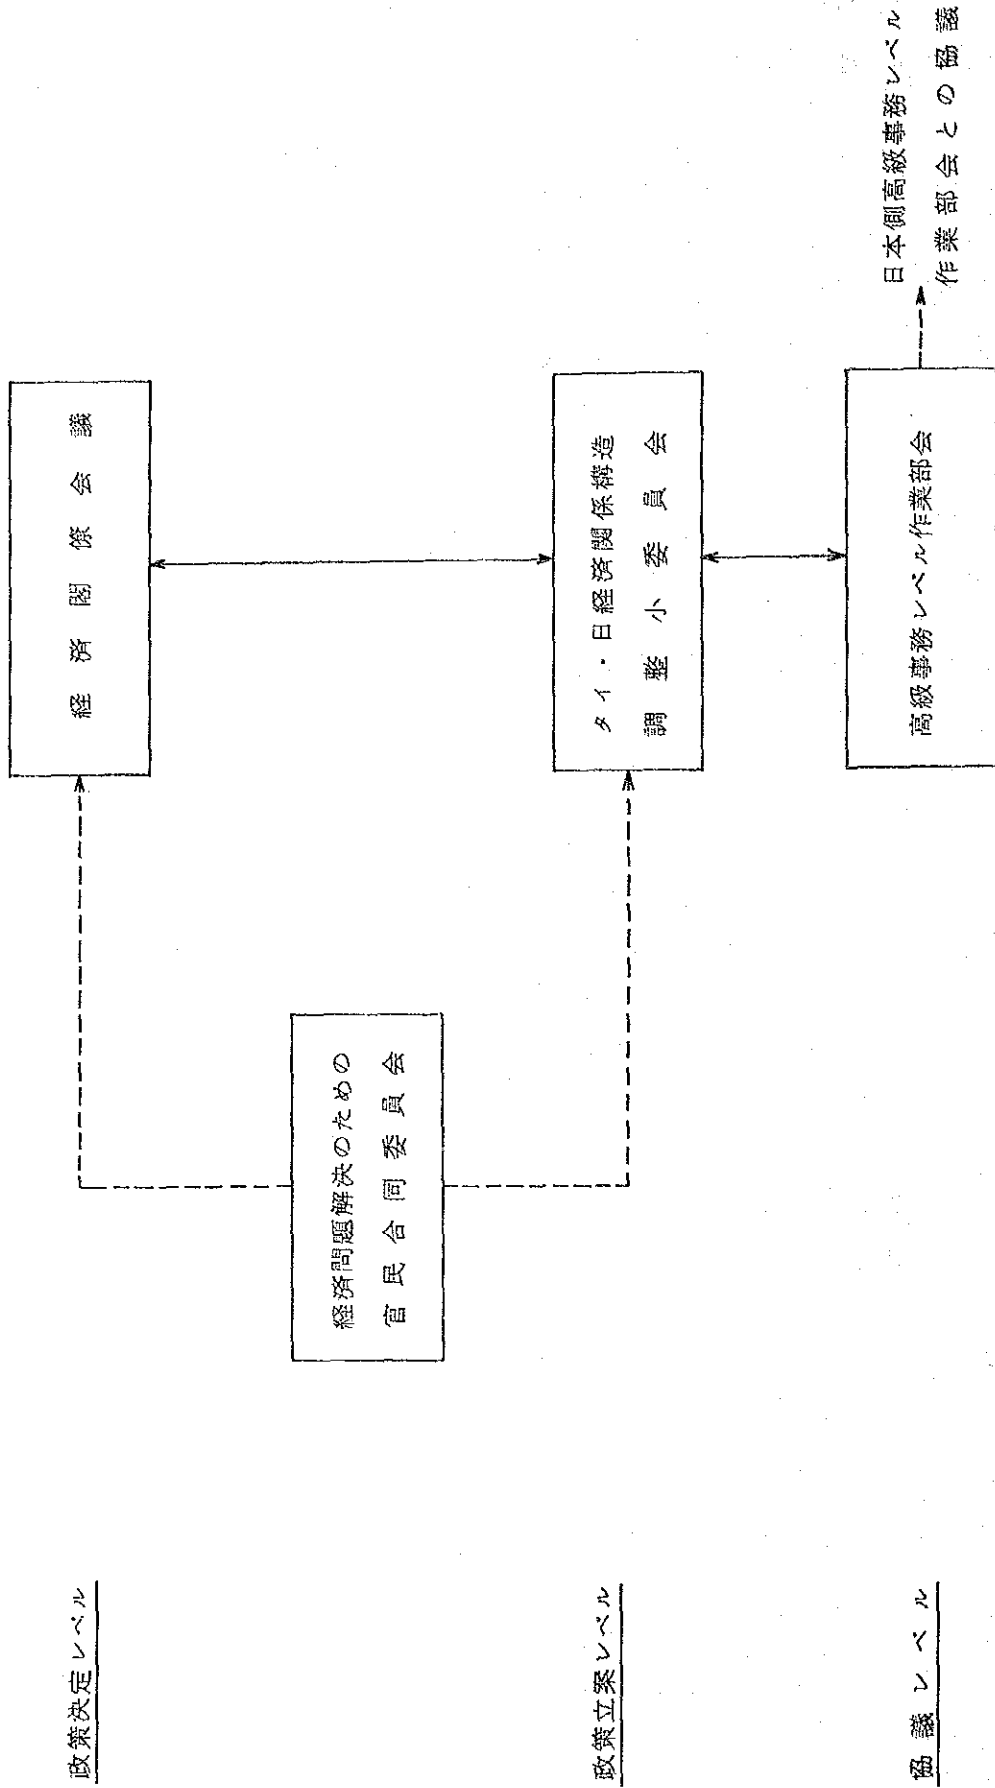 政策決定レベル
経済閣僚会議
経済問題解決のための
官民合同委員会
政策立案レベル
タイ・日経済関係構造
調整小委員会
協議レベル
高級事務レベル作業部会
日本側高級事務レベル
作業部会との協議